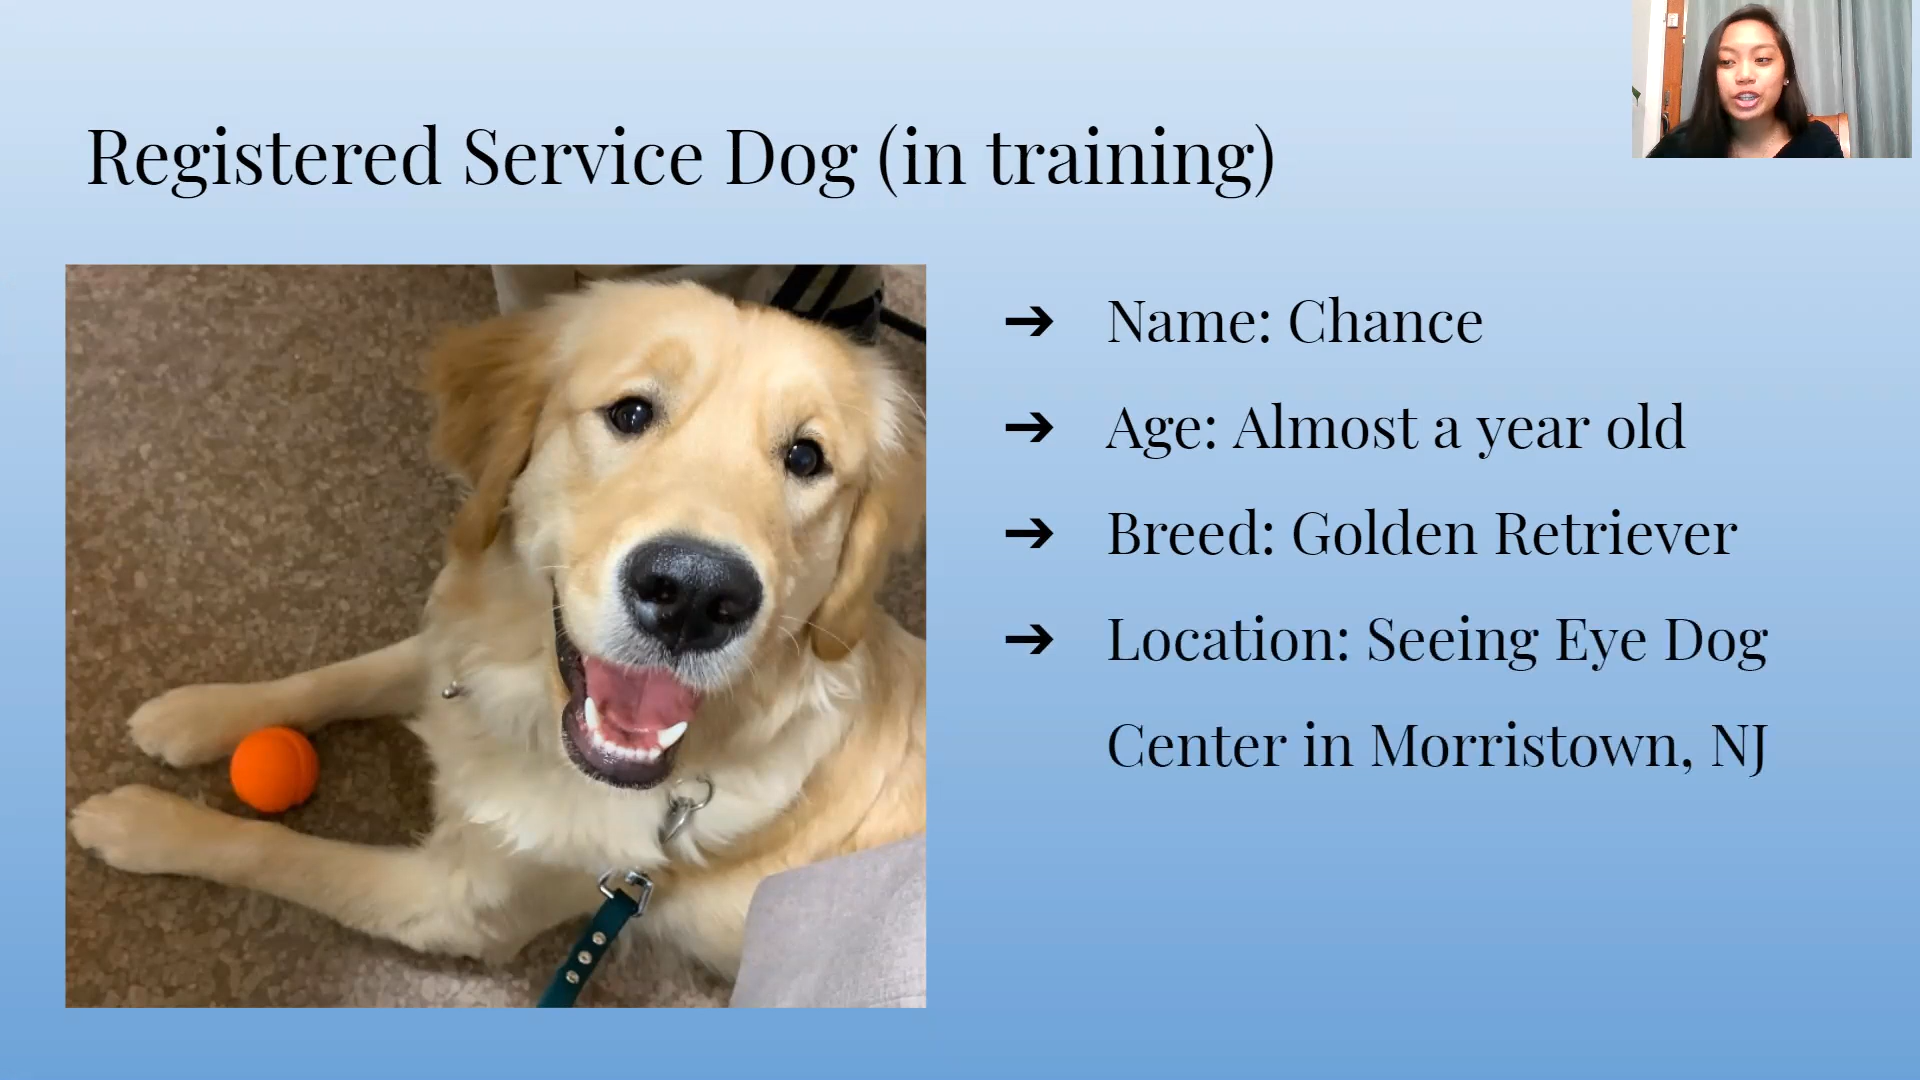 Registered Service Dog (in training)
➔ Name: Chance
➔ Age: Almost a year old
➔ Breed: Golden Retriever
➔ Location: Seeing Eye Dog
Center in Morristown, NJ